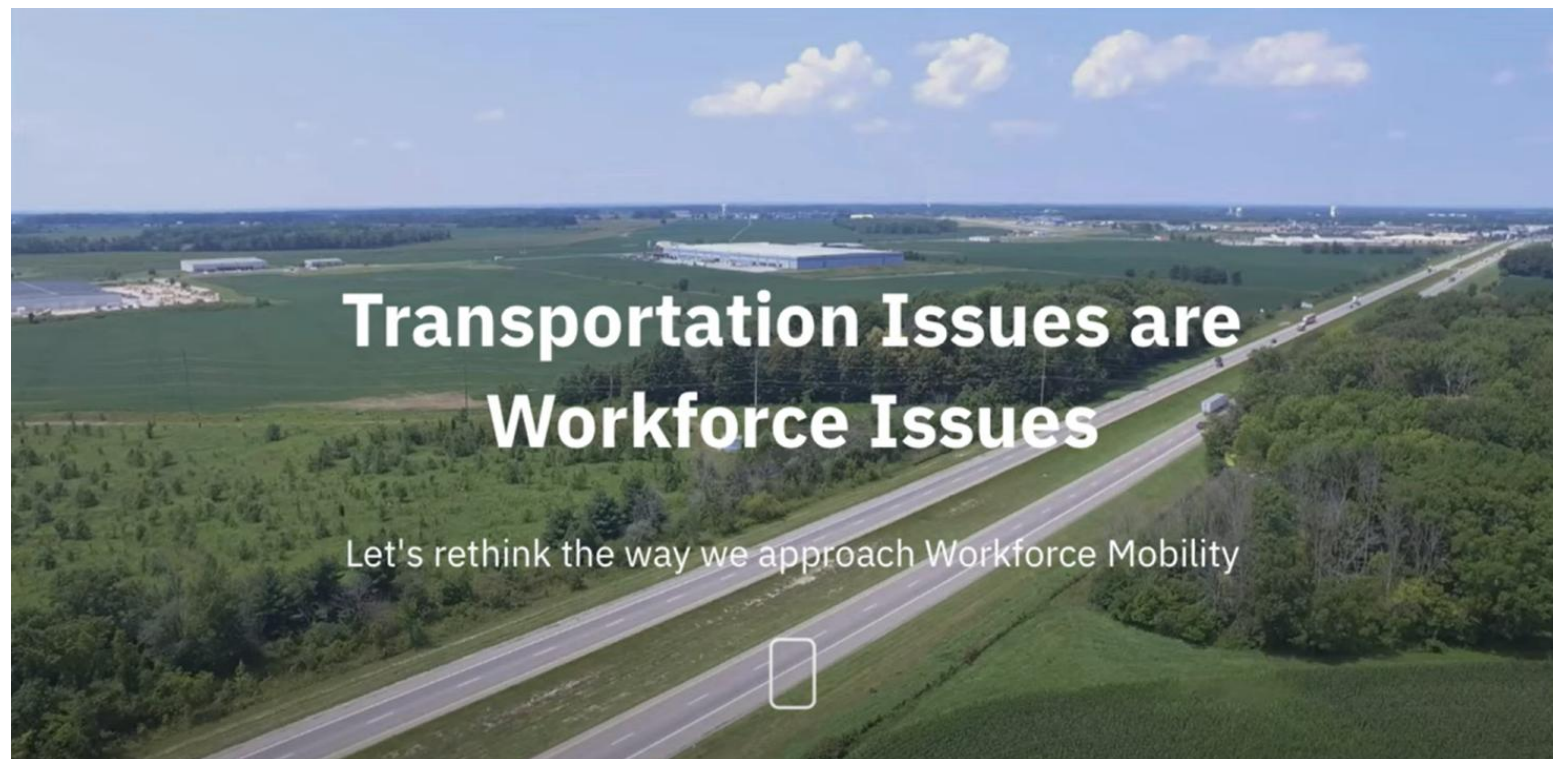 Transportation Issues are
Workforce Issues
Let's rethink the way we approach Workforce Mobility